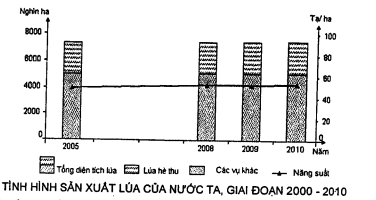 Nghìn ha
Tạ/ ha
8000
6000
4000
2000
0
100
80
60
40
20
0
2005
2008
2009
2010
Năm
Tổng diện tích lúa
Lúa hè thu
Các vụ khác
Năng suất
TÌNH HÌNH SẢN XUẤT LÚA CỦA NƯỚC TA, GIAI ĐOẠN 2000 - 2010